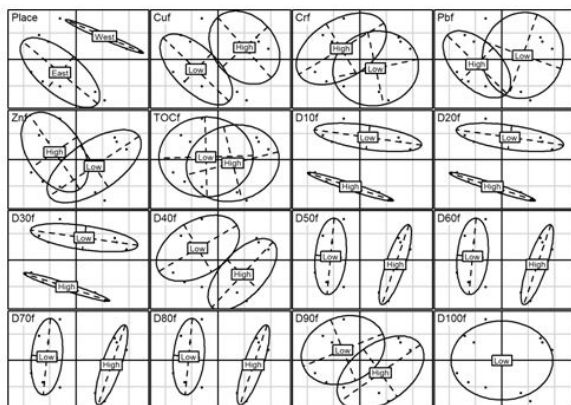 Place
West
East
Cuf
High
Low
Crf
High
Low
Pbf
Low
High
Znf
High
Low
TOCf
Low
High
D10f
Low
High
D20f
Low
High
D30f
Low
High
D40f
Low
High
D50f
Low
High
D60f
Low
High
D70f
Low
High
D80f
Low
High
D90f
Low
High
D100f
Low